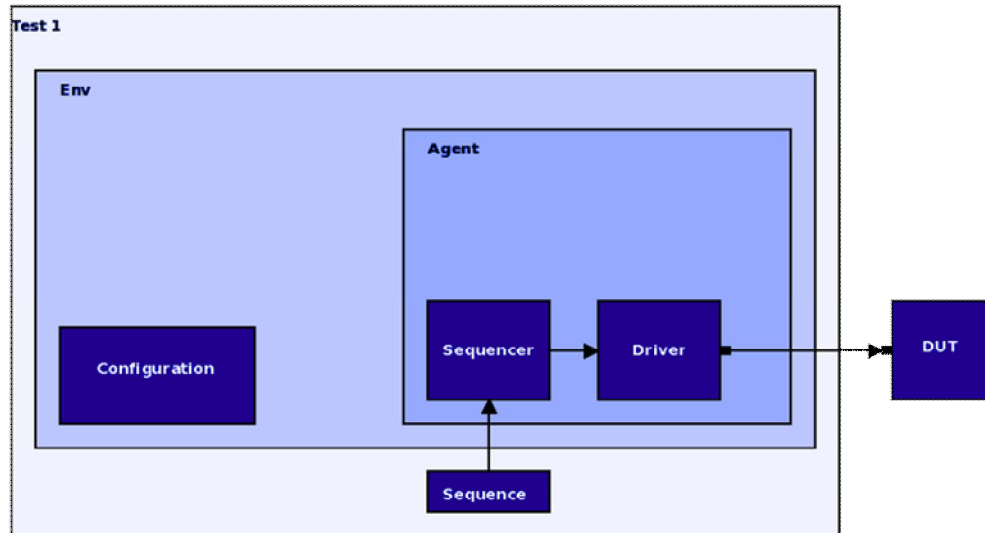 Test 1
Env
Agent
Configuration
Sequencer
Driver
DUT
Sequence